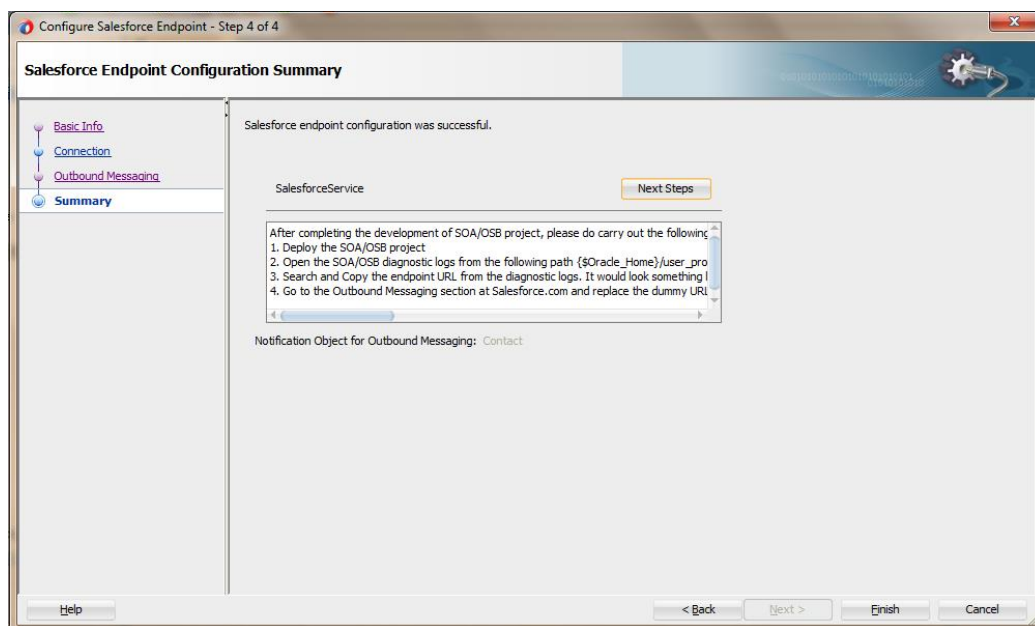 Configure Salesforce Endpoint - Step 4 of 4
Salesforce Endpoint Configuration Summary
Basic Info
Connection
Outbound Messaging
Summary
Salesforce endpoint configuration was successful.
SalesforceService
Next Steps
After completing the development of SOA/OSB project, please do carry out the following
1. Deploy the SOA/OSB project
2. Open the SOA/OSB diagnostic logs from the following path {$Oracle_Home}/user_pro
3. Search and Copy the endpoint URL from the diagnostic logs. It would look something l
4. Go to the Outbound Messaging section at Salesforce.com and replace the dummy URL
Notification Object for Outbound Messaging: Contact
Help
< Back
Next >
Finish
Cancel